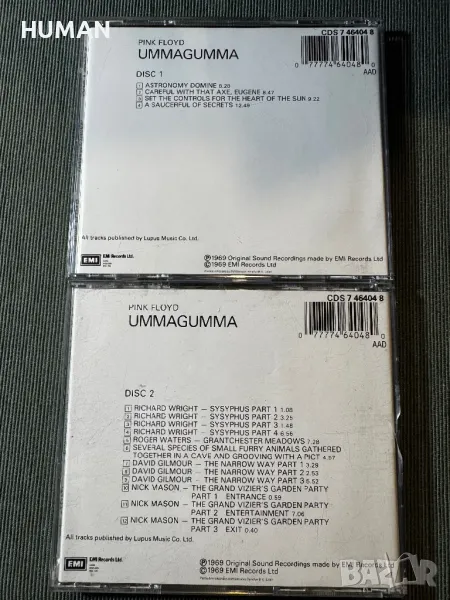 HUMAN
PINK FLOYD
CDS 7 46404 8
UMMAGUMMA
0 77774 64048 0
AAD
DISC 1
1 ASTRONOMY DOMINE 8.28
2 CAREFUL WITH THAT AXE, EUGENE 8.47
3 SET THE CONTROLS FOR THE HEART OF THE SUN 9.22
4 A SAUCERFUL OF SECRETS 12.49
All tracks published by Lupus Music Co. Ltd.
EMI EMI Records Ltd.
Ⓟ1969 Original Sound Recordings made by EMI Records Ltd
©1969 EMI Records Ltd
CDS 7 46404 8
PINK FLOYD
UMMAGUMMA
0 77774 64048 0
AAD
DISC 2
1 RICHARD WRIGHT – SYSYPHUS PART 1 1.08
2 RICHARD WRIGHT – SYSYPHUS PART 2 3.25
3 RICHARD WRIGHT – SYSYPHUS PART 3 1.48
4 RICHARD WRIGHT – SYSYPHUS PART 4 6.56
5 ROGER WATERS – GRANTCHESTER MEADOWS 7.28
6 SEVERAL SPECIES OF SMALL FURRY ANIMALS GATHERED
TOGETHER IN A CAVE AND GROOVING WITH A PICT 4.57
7 DAVID GILMOUR – THE NARROW WAY PART 1 3.29
8 DAVID GILMOUR – THE NARROW WAY PART 2 2.53
9 DAVID GILMOUR – THE NARROW WAY PART 3 5.52
10 NICK MASON – THE GRAND VIZIER'S GARDEN PARTY
PART 1 ENTRANCE 0.59
11 NICK MASON – THE GRAND VIZIER'S GARDEN PARTY
PART 2 ENTERTAINMENT 7.06
12 NICK MASON – THE GRAND VIZIER'S GARDEN PARTY
PART 3 EXIT 0.40
All tracks published by Lupus Music Co. Ltd.
EMI EMI Records Ltd.
Ⓟ1969 Original Sound Recordings made by EMI Records Ltd
©1969 EMI Records Ltd
BAZAR